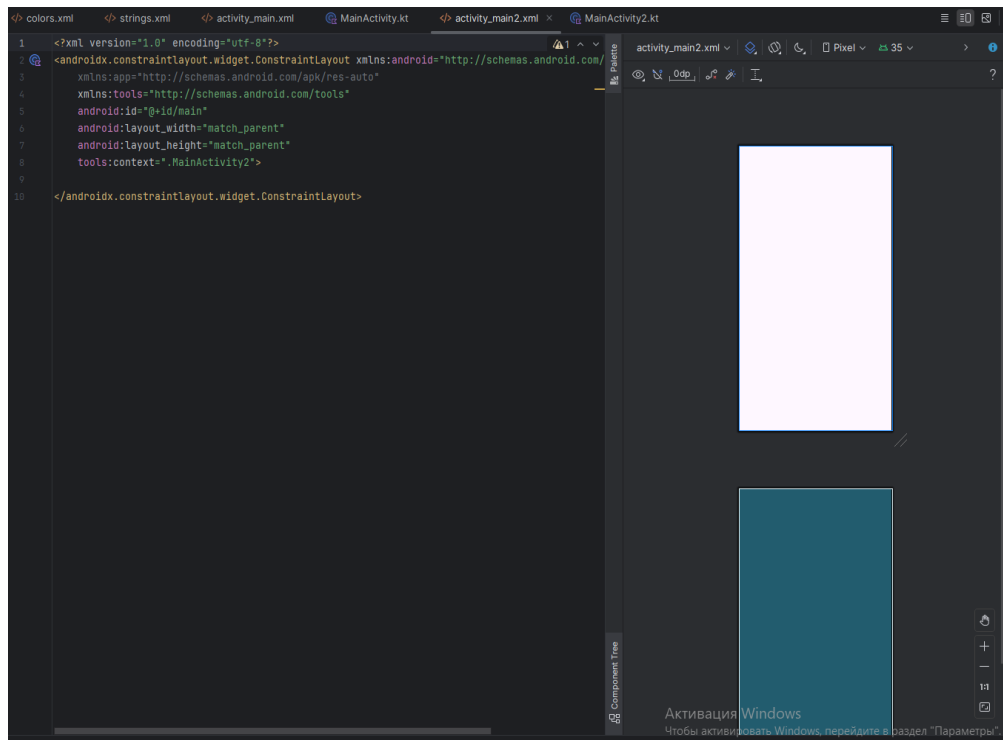 </> colors.xml </> strings.xml </> activity_main.xml MainActivity.kt </> activity_main2.xml × MainActivity2.kt
activity_main2.xml Pixel 35
0dp
?
Palette
1
1 <?xml version="1.0" encoding="utf-8"?>
2 <androidx.constraintlayout.widget.ConstraintLayout xmlns:android="http://schemas.android.com/
3 xmlns:app="http://schemas.android.com/apk/res-auto"
4 xmlns:tools="http://schemas.android.com/tools"
5 android:id="@+id/main"
6 android:layout_width="match_parent"
7 android:layout_height="match_parent"
8 tools:context=".MainActivity2">
9
10 </androidx.constraintlayout.widget.ConstraintLayout>
Component Tree
1:1
Активация Windows
Чтобы активировать Windows, перейдите в раздел "Параметры".